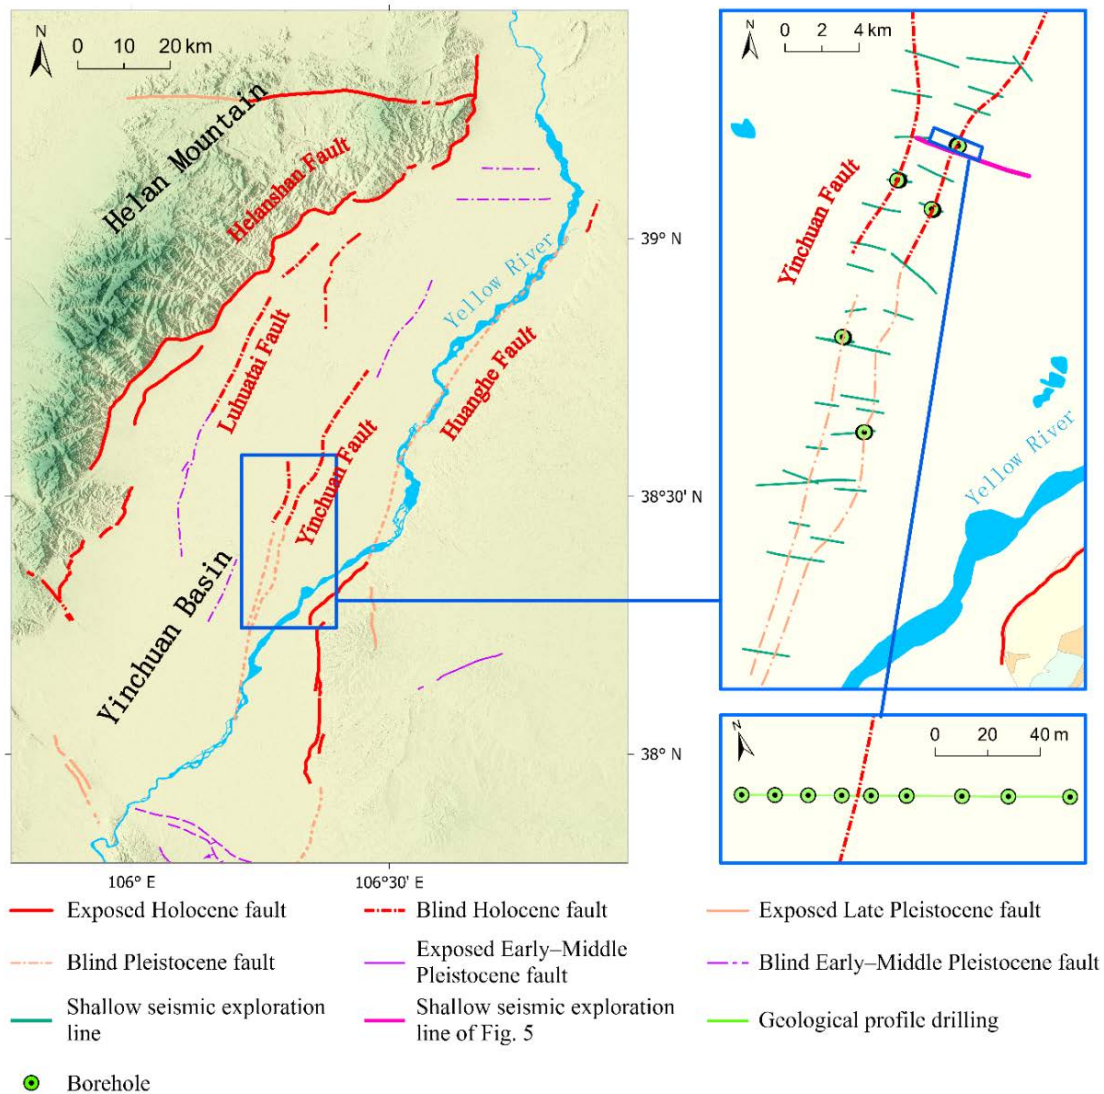 N
0 10 20 km
Helan Mountain
Helanshan Fault
Luhuatai Fault
Yinchuan Fault
Yellow River
Huanghe Fault
Yinchuan Basin
39° N
38°30' N
38° N
106° E
106°30' E
N
0 2 4 km
Yinchuan Fault
Yellow River
N
0 20 40 m
Exposed Holocene fault
Blind Holocene fault
Exposed Late Pleistocene fault
Blind Pleistocene fault
Exposed Early–Middle
Pleistocene fault
Blind Early–Middle Pleistocene fault
Shallow seismic exploration
line
Shallow seismic exploration
line of Fig. 5
Geological profile drilling
Borehole